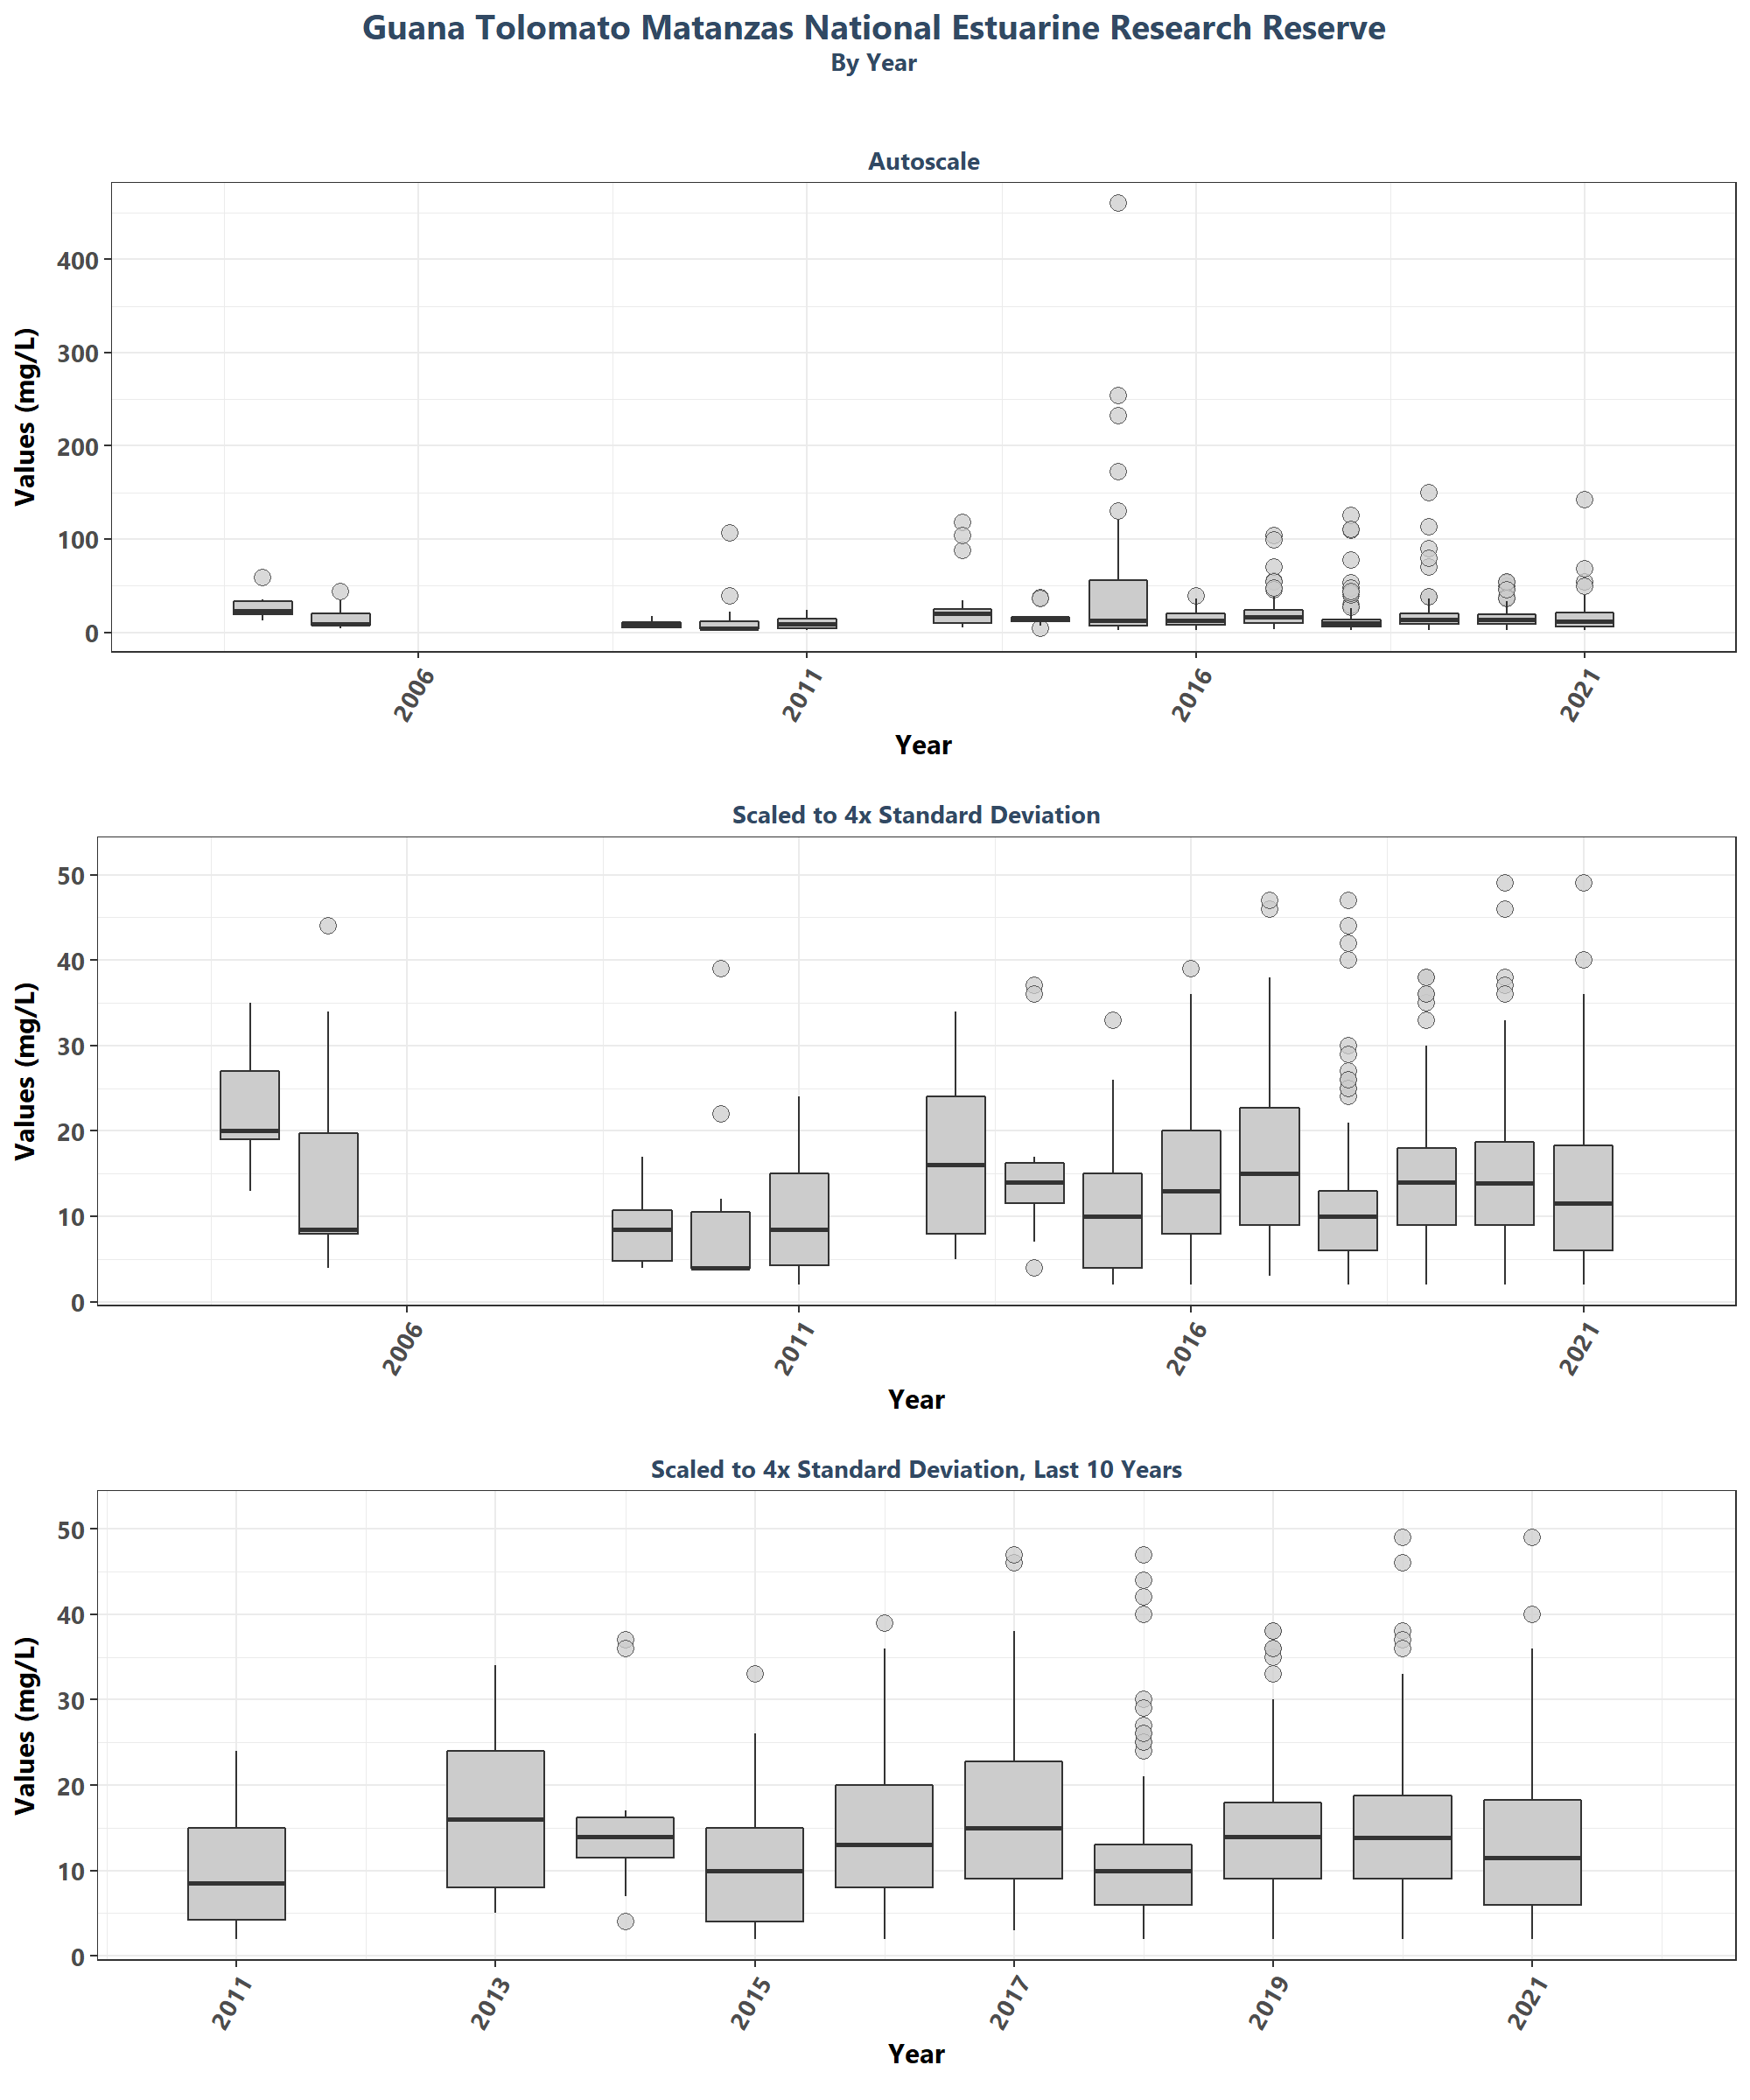 Guana Tolomato Matanzas National Estuarine Research Reserve
By Year
Autoscale
Values (mg/L)
400
300
200
100
0
2006
2011
2016
2021
Year
Scaled to 4x Standard Deviation
Values (mg/L)
50
40
30
20
10
0
2006
2011
2016
2021
Year
Scaled to 4x Standard Deviation, Last 10 Years
Values (mg/L)
50
40
30
20
10
0
2011
2013
2015
2017
2019
2021
Year